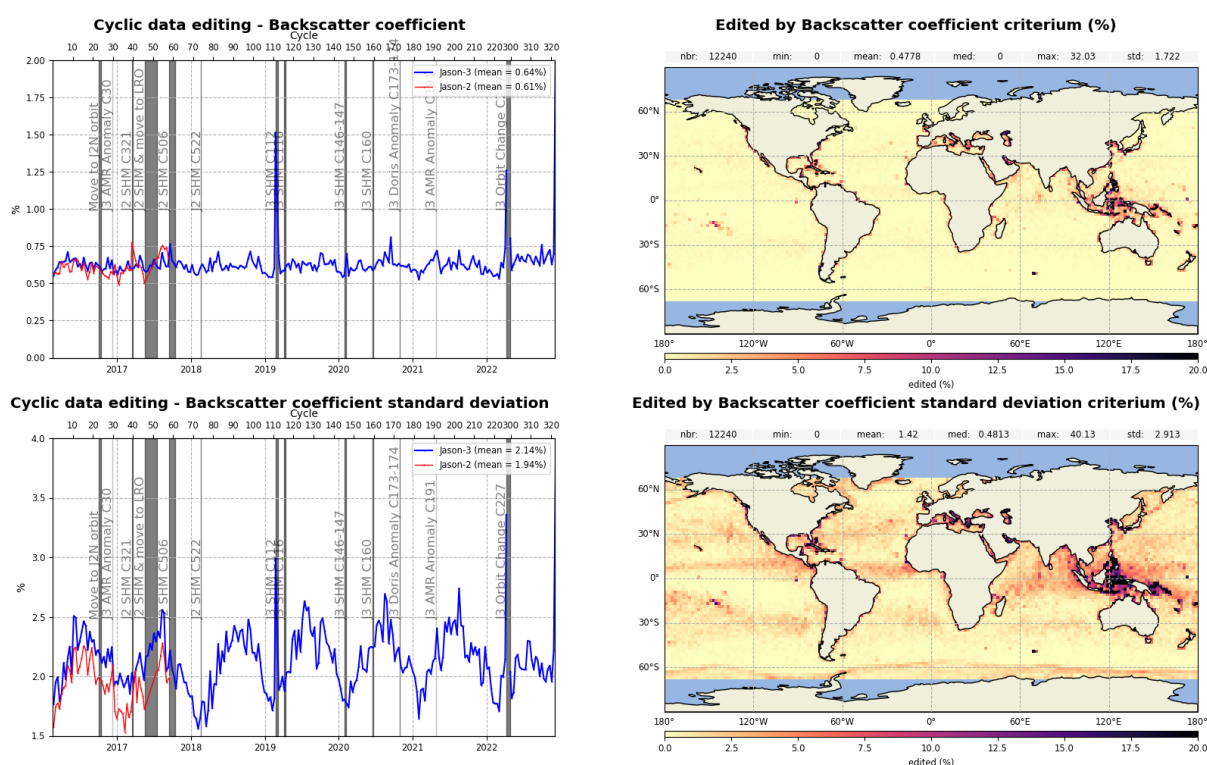 Cyclic data editing - Backscatter coefficient
Cycle
10 20 30 40 50 60 70 80 90 100 110 120 130 140 150 160 170 180 190 200 210 220 300 310 320
2.00
1.75
1.50
1.25
1.00
0.75
0.50
0.25
0.00
%
Jason-3 (mean = 0.64%)
Jason-2 (mean = 0.61%)
Move to J2N orbit
J3 AMR Anomaly C30
J2 SHM C321
J2 SHM & move to LRO
J2 SHM C506
J2 SHM C522
J3 SHM C112
J3 SHM C116
J3 SHM C146-147
J3 SHM C160
J3 Doris Anomaly C173-174
J3 AMR Anomaly
J3 Orbit Change
2017 2018 2019 2020 2021 2022
Edited by Backscatter coefficient criterium (%)
nbr: 12240 min: 0 mean: 0.4778 med: 0 max: 32.03 std: 1.722
60°N
30°N
0°
30°S
60°S
180°W 120°W 60°W 0° 60°E 120°E 180°
0.0 2.5 5.0 7.5 10.0 12.5 15.0 17.5 20.0
edited (%)
Cyclic data editing - Backscatter coefficient standard deviation
Cycle
10 20 30 40 50 60 70 80 90 100 110 120 130 140 150 160 170 180 190 200 210 220 300 310 320
4.0
3.5
3.0
2.5
2.0
1.5
%
Jason-3 (mean = 2.14%)
Jason-2 (mean = 1.94%)
Move to J2N orbit
J3 AMR Anomaly C30
J2 SHM C321
J2 SHM & move to LRO
J2 SHM C506
J2 SHM C522
J3 SHM C112
J3 SHM C116
J3 SHM C146-147
J3 SHM C160
J3 Doris Anomaly C173-174
J3 AMR Anomaly C191
J3 Orbit Change C227
2017 2018 2019 2020 2021 2022
Edited by Backscatter coefficient standard deviation criterium (%)
nbr: 12240 min: 0 mean: 1.42 med: 0.4813 max: 40.13 std: 2.913
60°N
30°N
0°
30°S
60°S
180°W 120°W 60°W 0° 60°E 120°E 180°
0.0 2.5 5.0 7.5 10.0 12.5 15.0 17.5 20.0
edited (%)